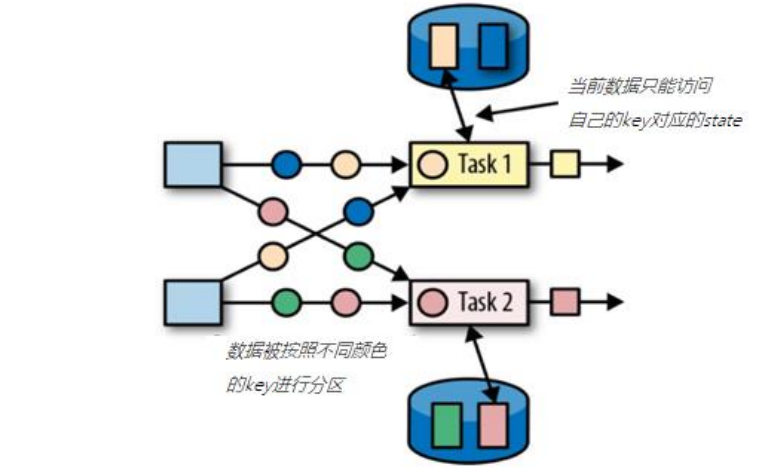 当前数据只能访问
自己的key对应的state
Task 1
Task 2
数据被按照不同颜色
的key进行分区